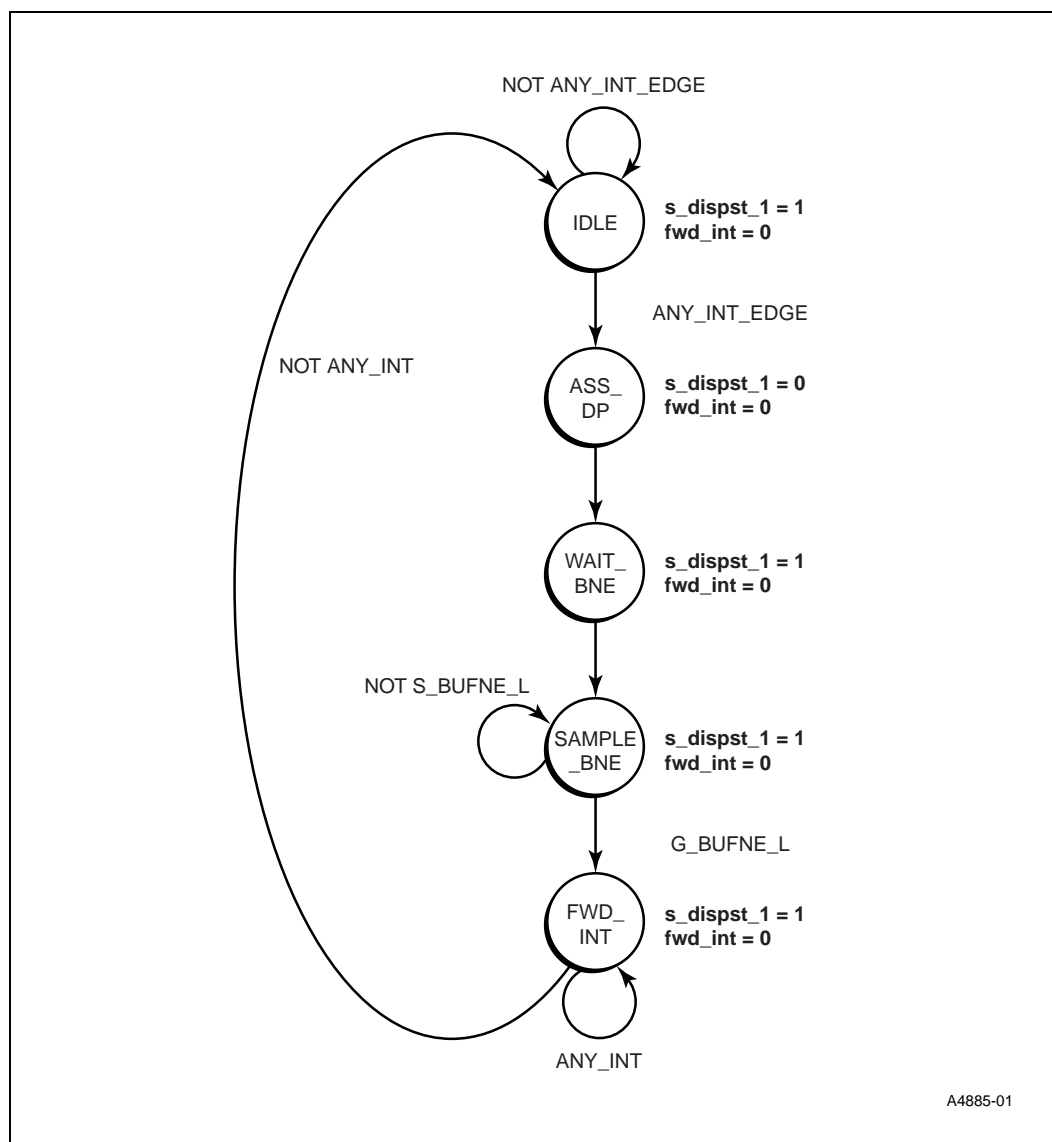 NOT ANY_INT_EDGE
IDLE
s_dispst_1 = 1
fwd_int = 0
ANY_INT_EDGE
NOT ANY_INT
ASS_
DP
s_dispst_1 = 0
fwd_int = 0
WAIT_
BNE
s_dispst_1 = 1
fwd_int = 0
NOT S_BUFNE_L
SAMPLE
_BNE
s_dispst_1 = 1
fwd_int = 0
G_BUFNE_L
FWD_
INT
s_dispst_1 = 1
fwd_int = 0
ANY_INT
A4885-01